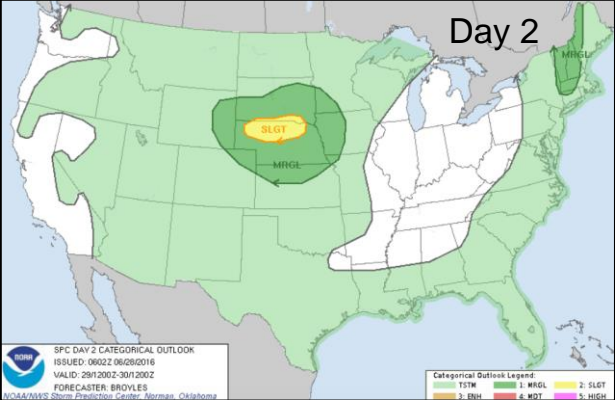 Day 2
MRGL
SLGT
MRGL
SPC DAY 2 CATEGORICAL OUTLOOK
ISSUED: 0602Z 06/28/2016
VALID: 29/1200Z-30/1200Z
FORECASTER: BROYLES
NOAA/NWS Storm Prediction Center, Norman, Oklahoma
NOAA
Categorical Outlook Legend:
TSTM 1: MRGL 2: SLGT
3: ENH 4: MDT 5: HIGH